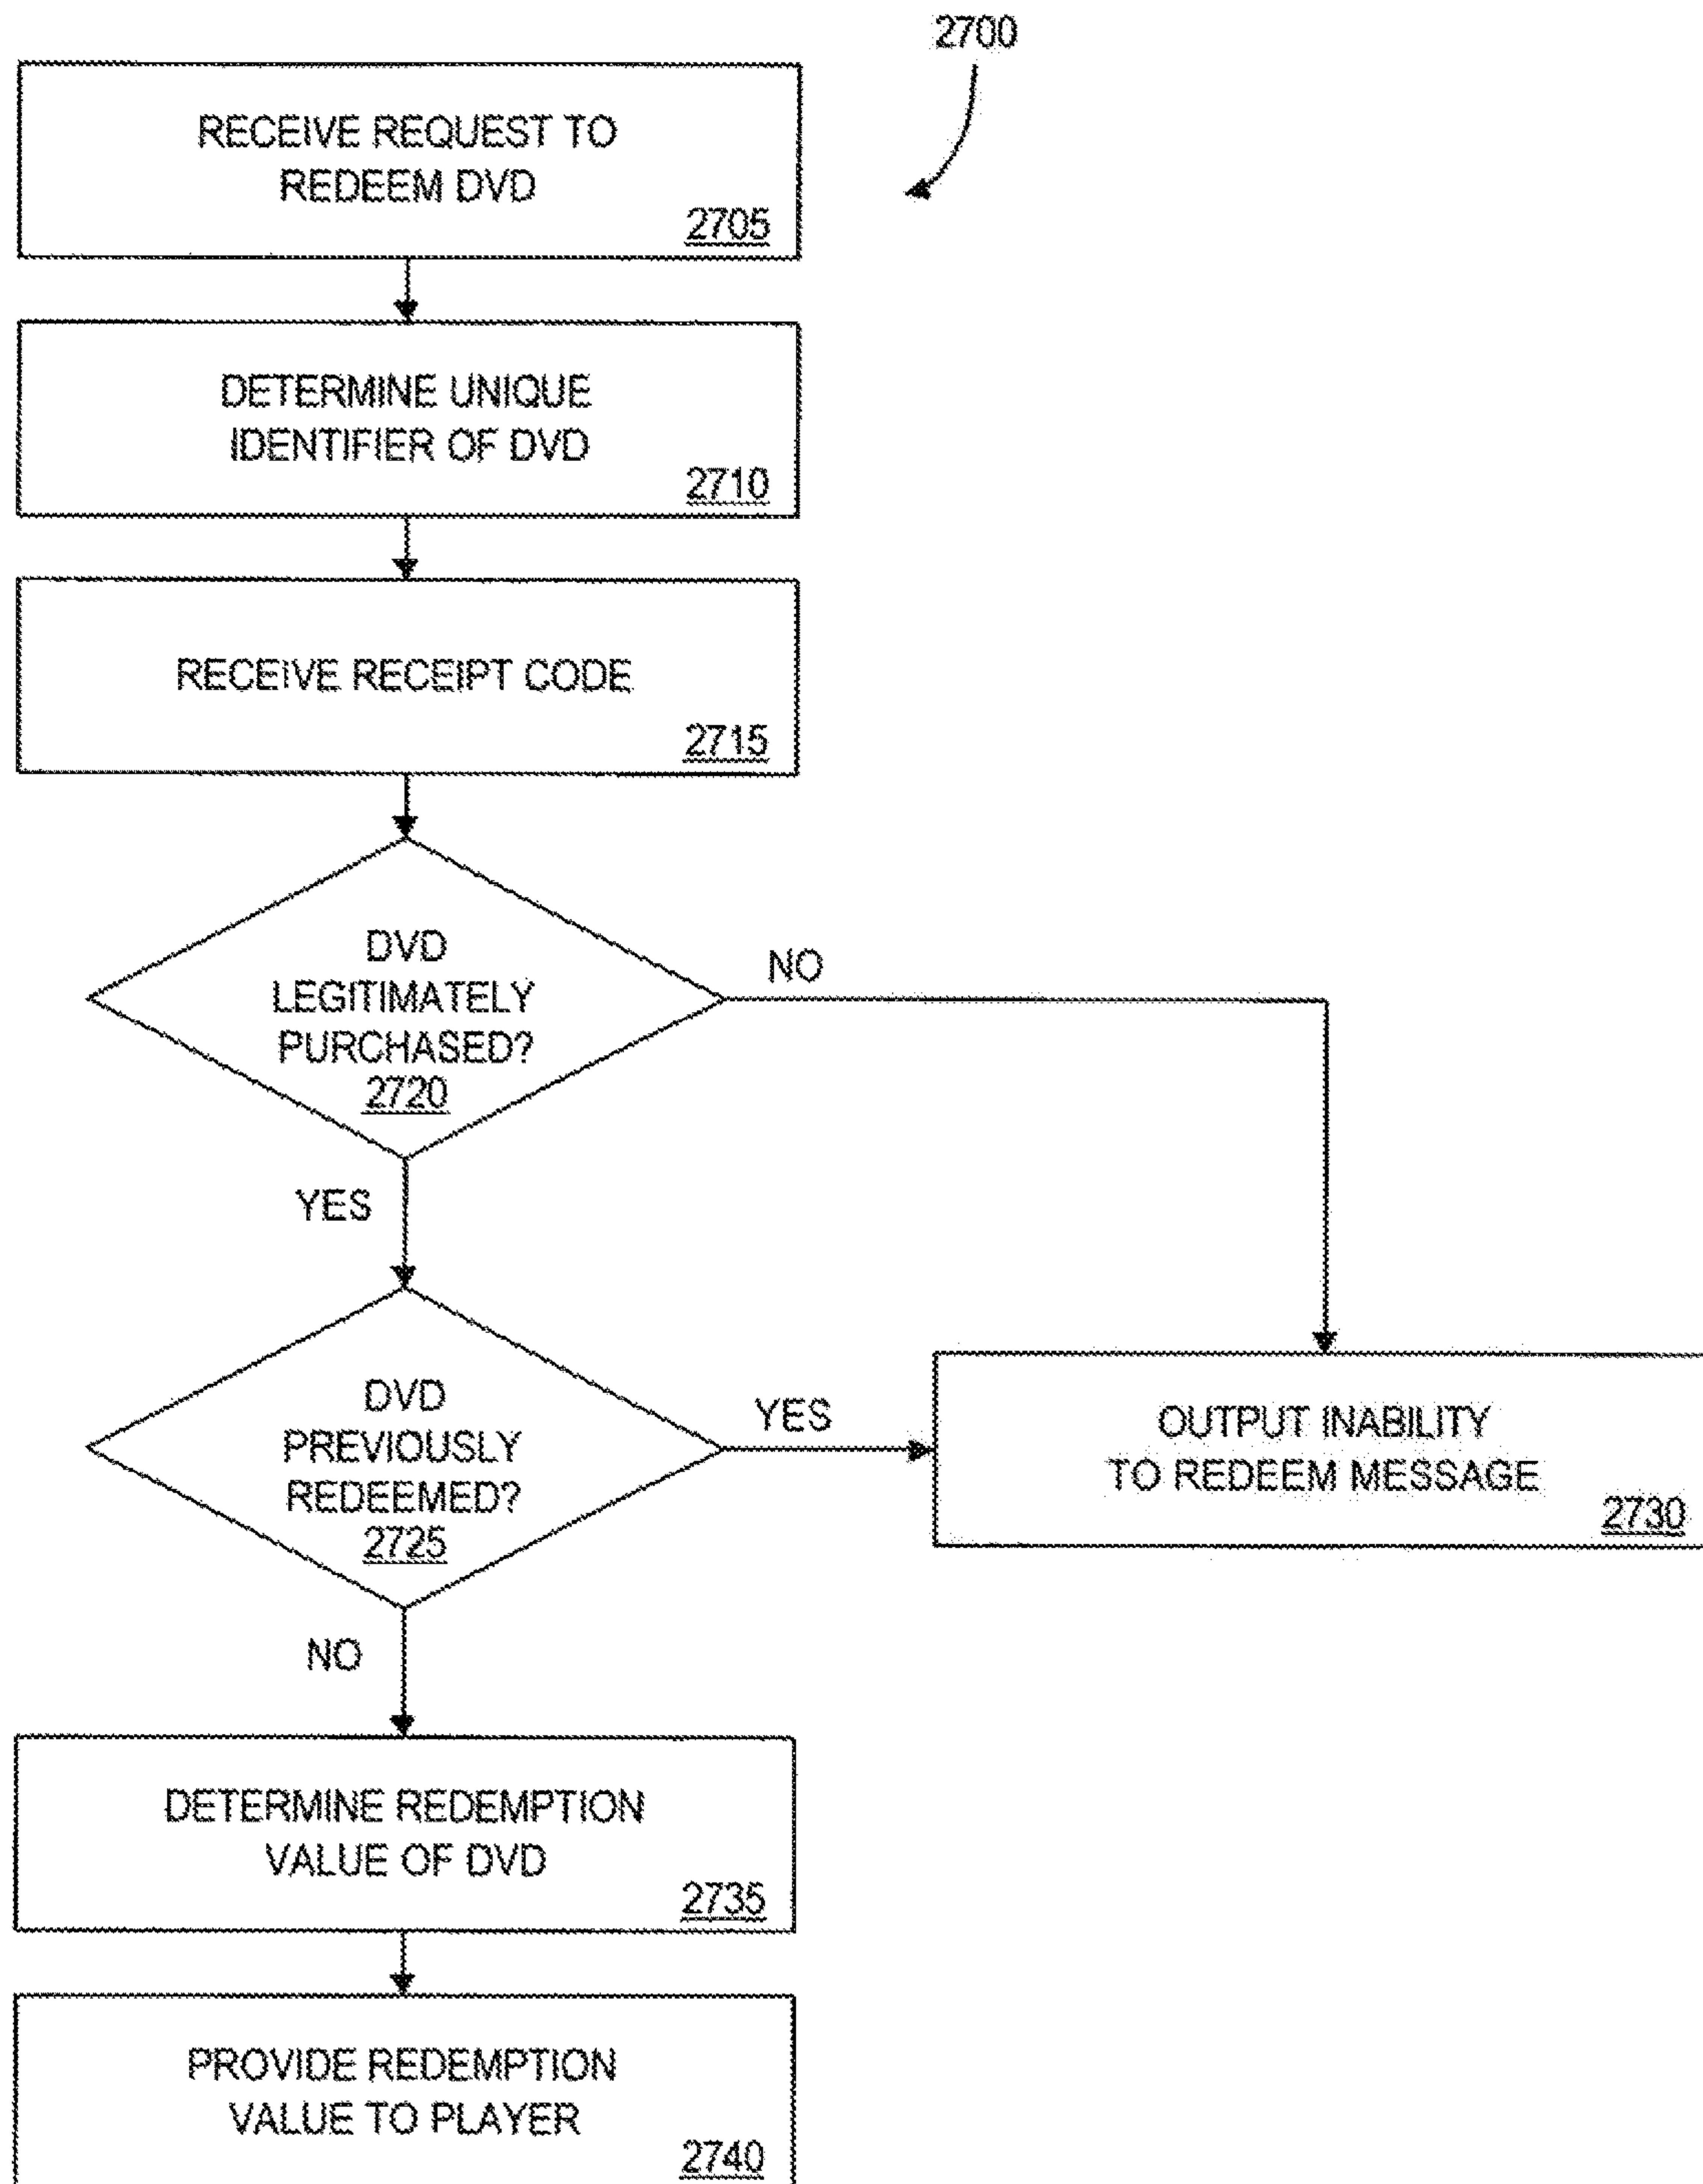 2700
RECEIVE REQUEST TO
REDEEM DVD
2705
DETERMINE UNIQUE
IDENTIFIER OF DVD
2710
RECEIVE RECEIPT CODE
2715
DVD
LEGITIMATELY
PURCHASED?
2720
NO
YES
DVD
PREVIOUSLY
REDEEMED?
2725
YES
OUTPUT INABILITY
TO REDEEM MESSAGE
2730
NO
DETERMINE REDEMPTION
VALUE OF DVD
2735
PROVIDE REDEMPTION
VALUE TO PLAYER
2740